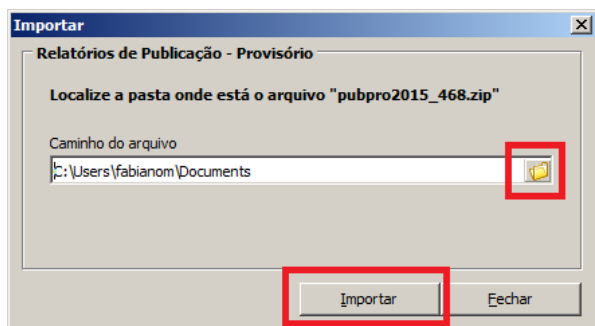 Importar
Relatórios de Publicação - Provisório
Localize a pasta onde está o arquivo "pubpro2015_468.zip"
Caminho do arquivo
C:\Users\fabianom\Documents
Importar
Fechar